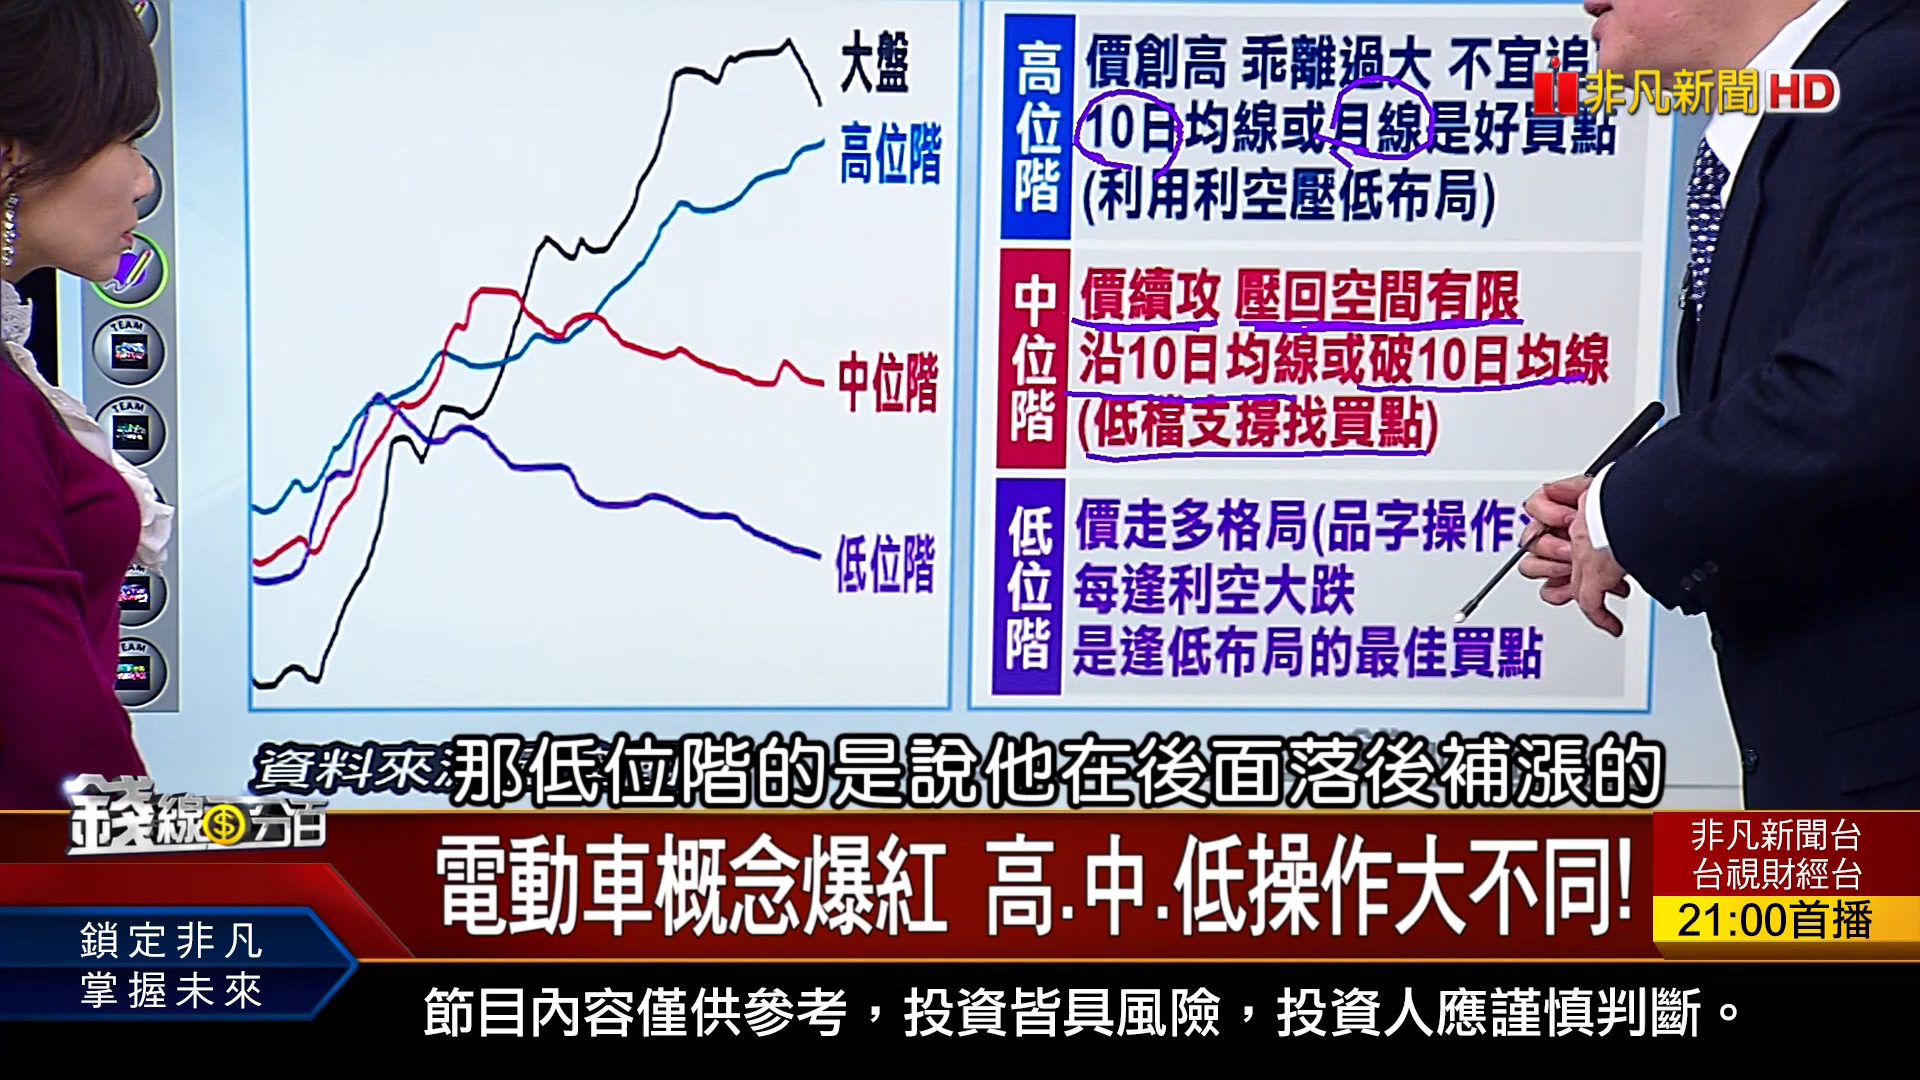 大盤
高位階
中位階
低位階
高位階
價創高 乖離過大 不宜追
10日均線或月線是好買點
(利用利空壓低布局)
中位階
價續攻 壓回空間有限
沿10日均線或破10日均線
(低檔支撐找買點)
低位階
價走多格局(品字操作
每逢利空大跌
是逢低布局的最佳買點
非凡新聞HD
TEAM
TEAM
資料來
那低位階的是說他在後面落後補漲的
錢線百分百
電動車概念爆紅 高.中.低操作大不同!
非凡新聞台
台視財經台
21:00首播
鎖定非凡
掌握未來
節目內容僅供參考，投資皆具風險，投資人應謹慎判斷。